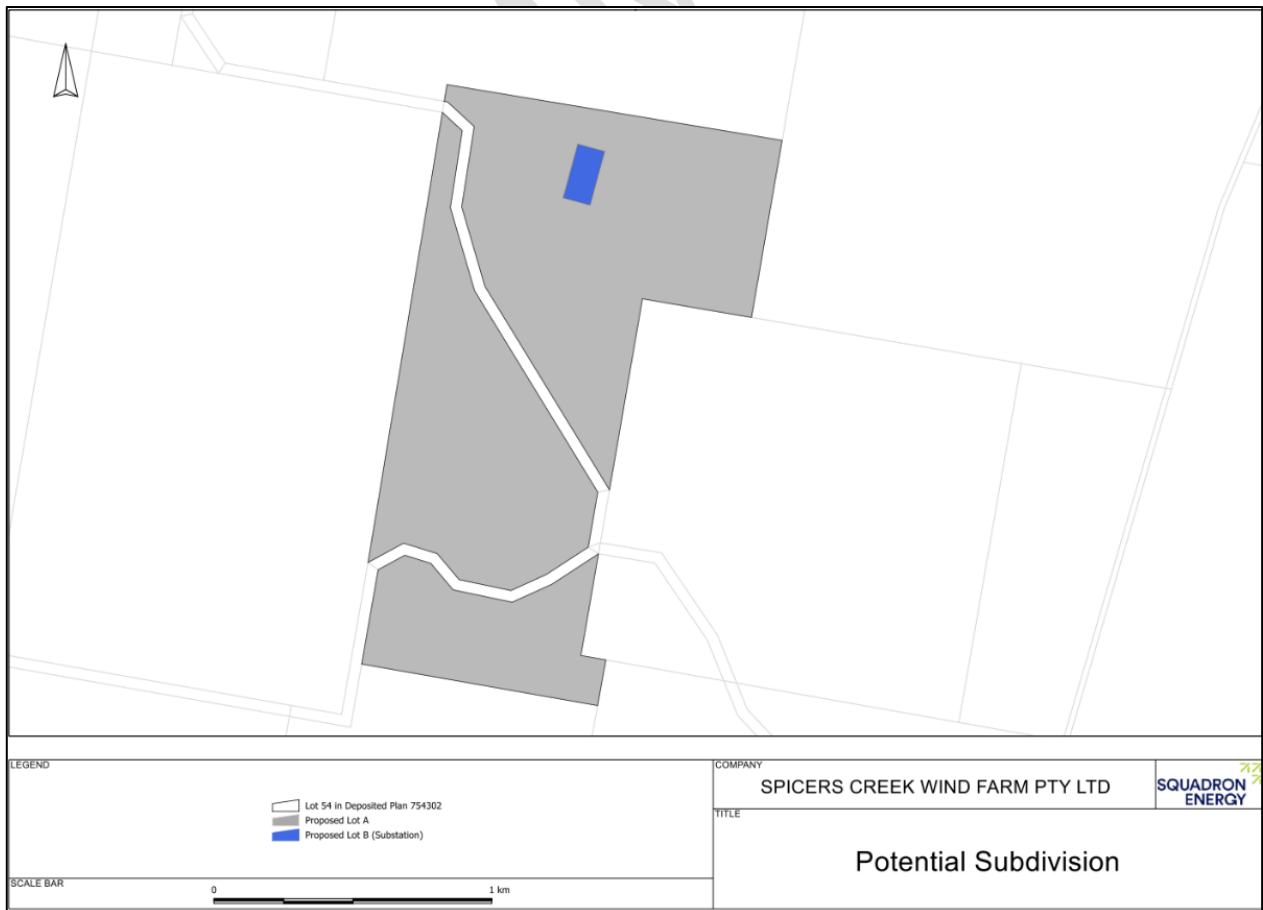 LEGEND
Lot 54 in Deposited Plan 754302
Proposed Lot A
Proposed Lot B (Substation)
SCALE BAR
0 1 km
COMPANY
SPICERS CREEK WIND FARM PTY LTD
SQUADRON
ENERGY
TITLE
Potential Subdivision